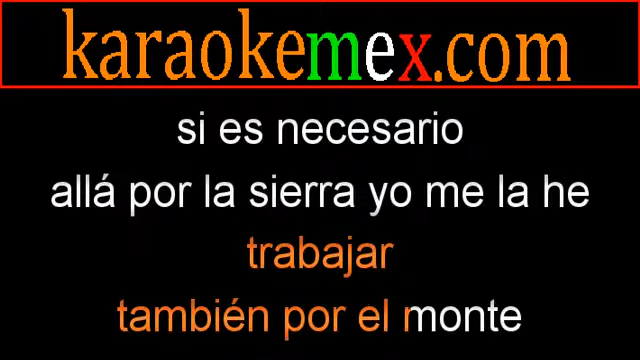 karaokemex.com
si es necesario
allá por la sierra yo me la he
trabajar
también por el monte